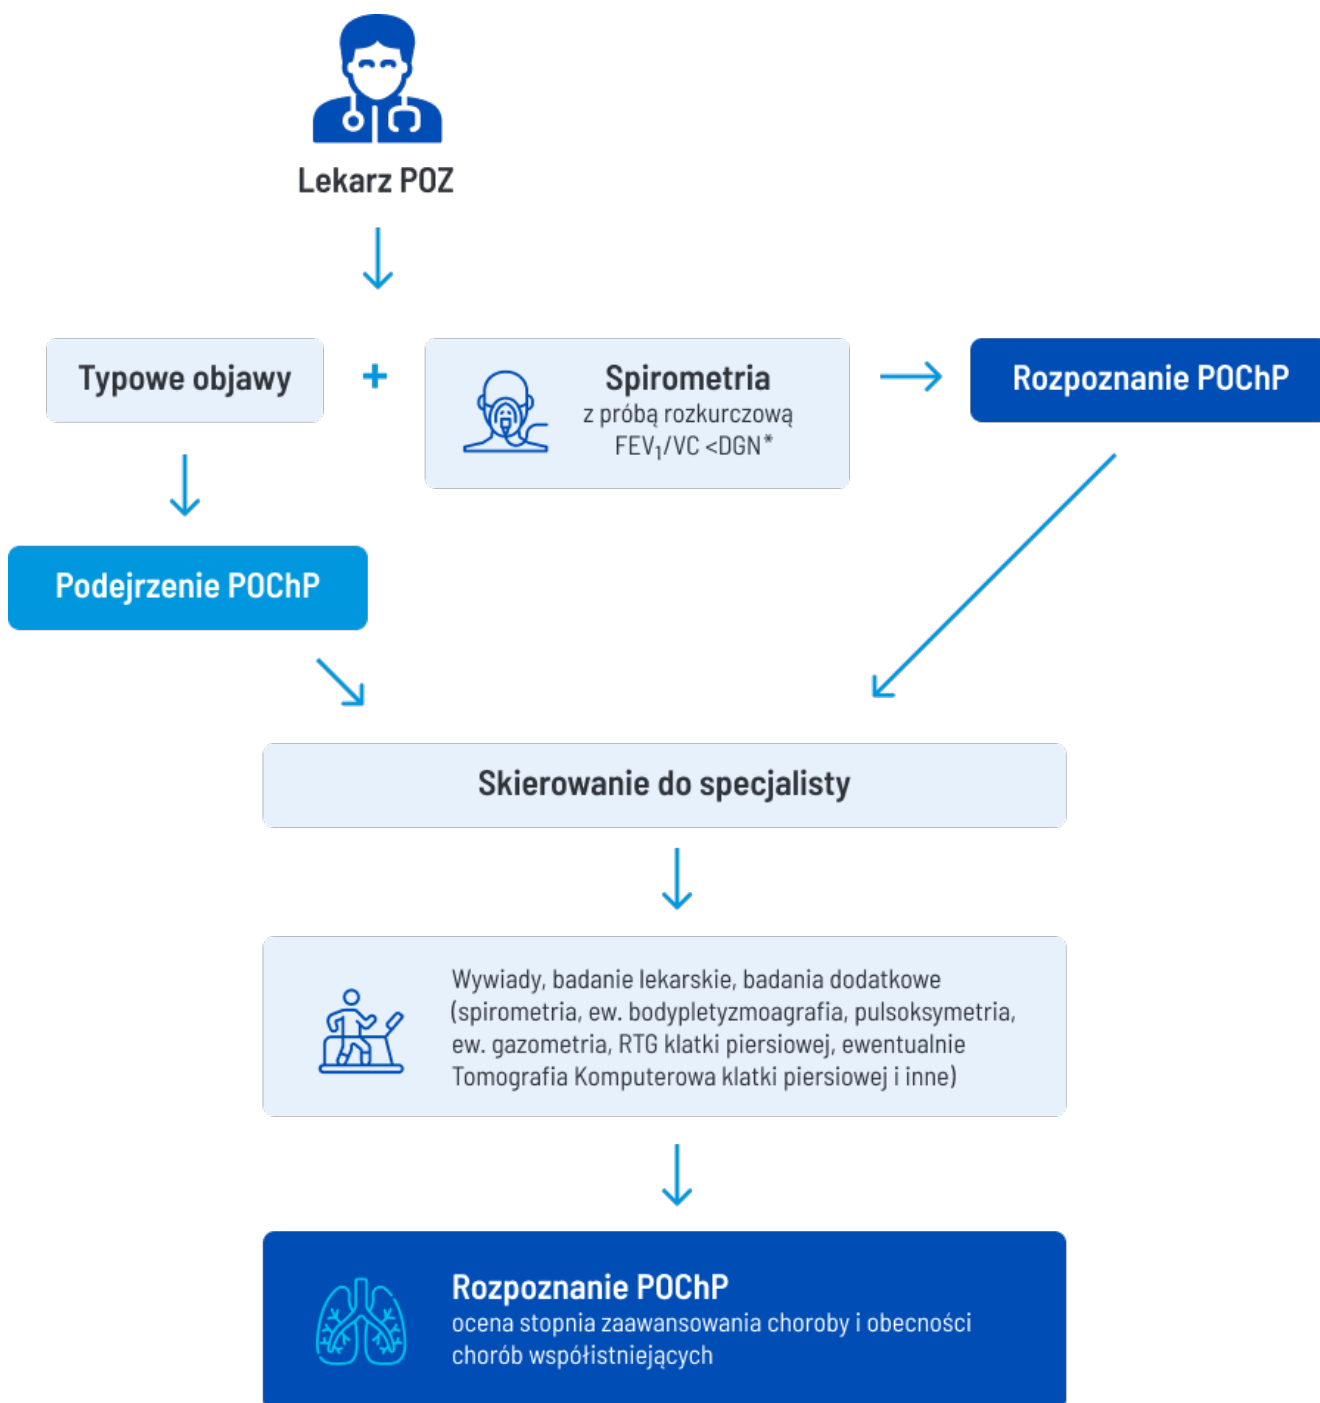 Lekarz POZ
Typowe objawy
+
Spirometria
z próbą rozkurczową
FEV₁/VC <DGN*
Rozpoznanie POChP
Podejrzenie POChP
Skierowanie do specjalisty
Wywiady, badanie lekarskie, badania dodatkowe
(spirometria, ew. bodypletyzmoagrafia, pulsoksymetria,
ew. gazometria, RTG klatki piersiowej, ewentualnie
Tomografia Komputerowa klatki piersiowej i inne)
Rozpoznanie POChP
ocena stopnia zaawansowania choroby i obecności
chorób współistniejących